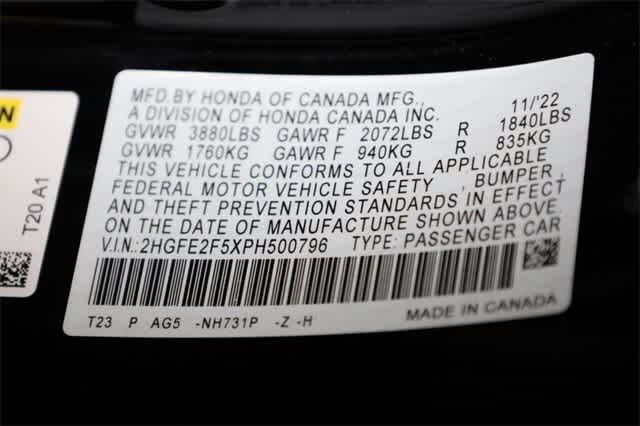 MFD.BY HONDA OF CANADA MFG., 11/'22
A DIVISION OF HONDA CANADA INC.
GVWR 3880LBS GAWR F 2072LBS R 1840LBS
GVWR 1760KG GAWR F 940KG R 835KG
THIS VEHICLE CONFORMS TO ALL APPLICABLE
FEDERAL MOTOR VEHICLE SAFETY , BUMPER ,
AND THEFT PREVENTION STANDARDS IN EFFECT
ON THE DATE OF MANUFACTURE SHOWN ABOVE.
V.I.N.:2HGFE2F5XPH500796 TYPE: PASSENGER CAR
T23 P AG5 -NH731P -Z -H MADE IN CANADA
N
T20 A1